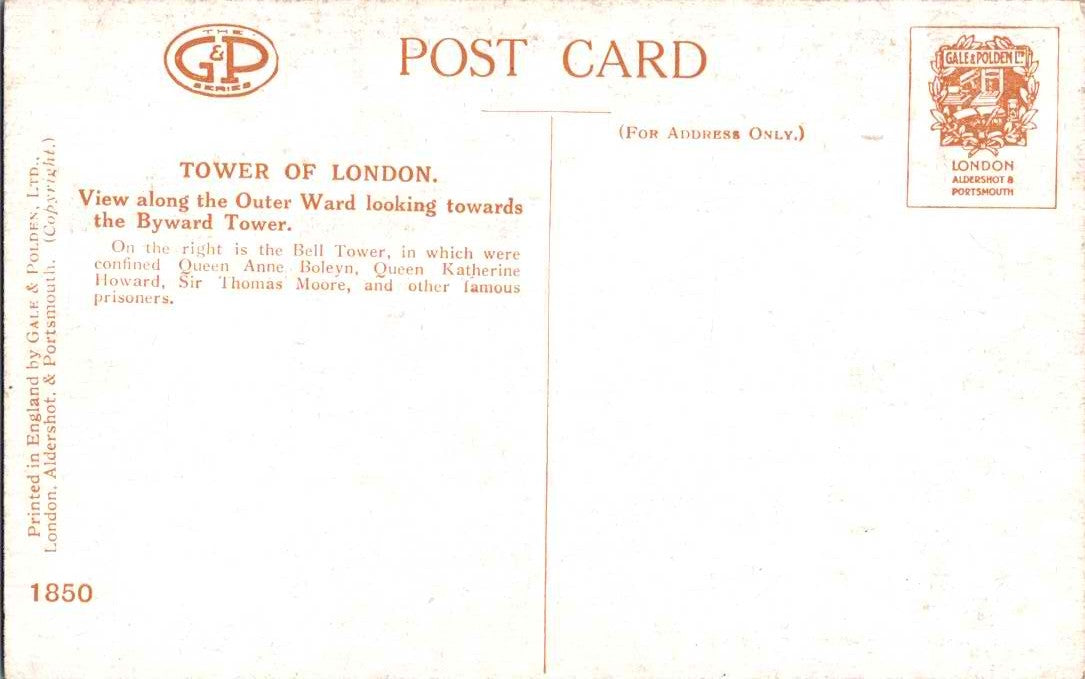 THE
G&P
SERIES
POST CARD
GALE & POLDEN LTD
LONDON
ALDERSHOT &
PORTSMOUTH
(FOR ADDRESS ONLY.)
TOWER OF LONDON.
View along the Outer Ward looking towards
the Byward Tower.
On the right is the Bell Tower, in which were
confined Queen Anne Boleyn, Queen Katherine
Howard, Sir Thomas Moore, and other famous
prisoners.
Printed in England by GALE & POLDEN, LTD.,
London, Aldershot, & Portsmouth. (Copyright.)
1850